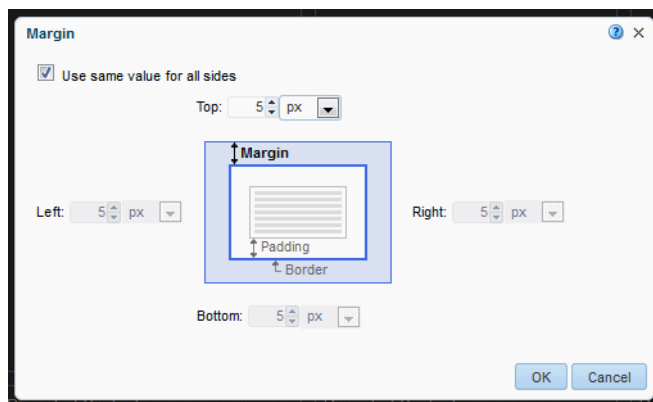 Margin
Use same value for all sides
Top: 5 px
Margin
Left: 5 px
Right: 5 px
Padding
Border
Bottom: 5 px
OK Cancel